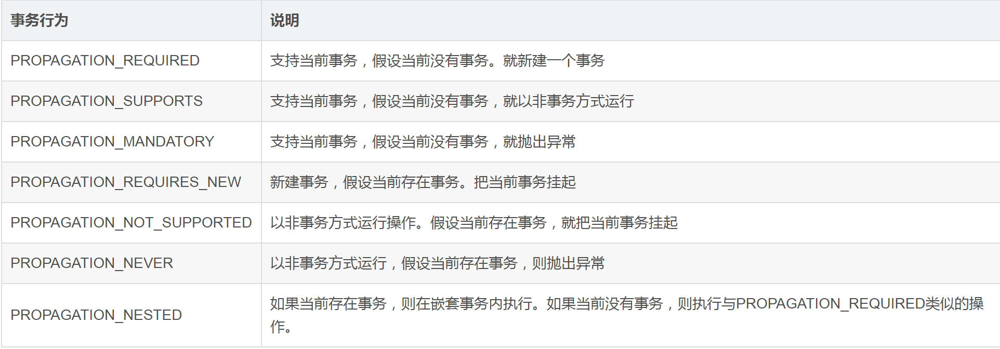 事务行为 说明
PROPAGATION_REQUIRED 支持当前事务，假设当前没有事务。就新建一个事务
PROPAGATION_SUPPORTS 支持当前事务，假设当前没有事务，就以非事务方式运行
PROPAGATION_MANDATORY 支持当前事务，假设当前没有事务，就抛出异常
PROPAGATION_REQUIRES_NEW 新建事务，假设当前存在事务。把当前事务挂起
PROPAGATION_NOT_SUPPORTED 以非事务方式运行操作。假设当前存在事务，就把当前事务挂起
PROPAGATION_NEVER 以非事务方式运行，假设当前存在事务，则抛出异常
PROPAGATION_NESTED 如果当前存在事务，则在嵌套事务内执行。如果当前没有事务，则执行与PROPAGATION_REQUIRED类似的操
作。